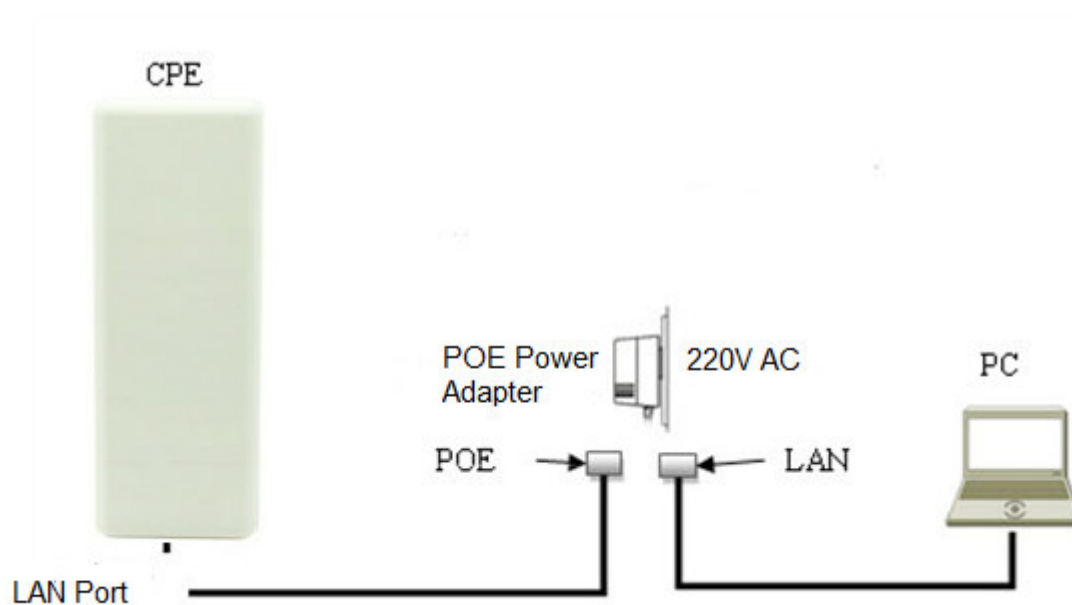 CPE
POE Power
Adapter
220V AC
PC
POE
LAN
LAN Port